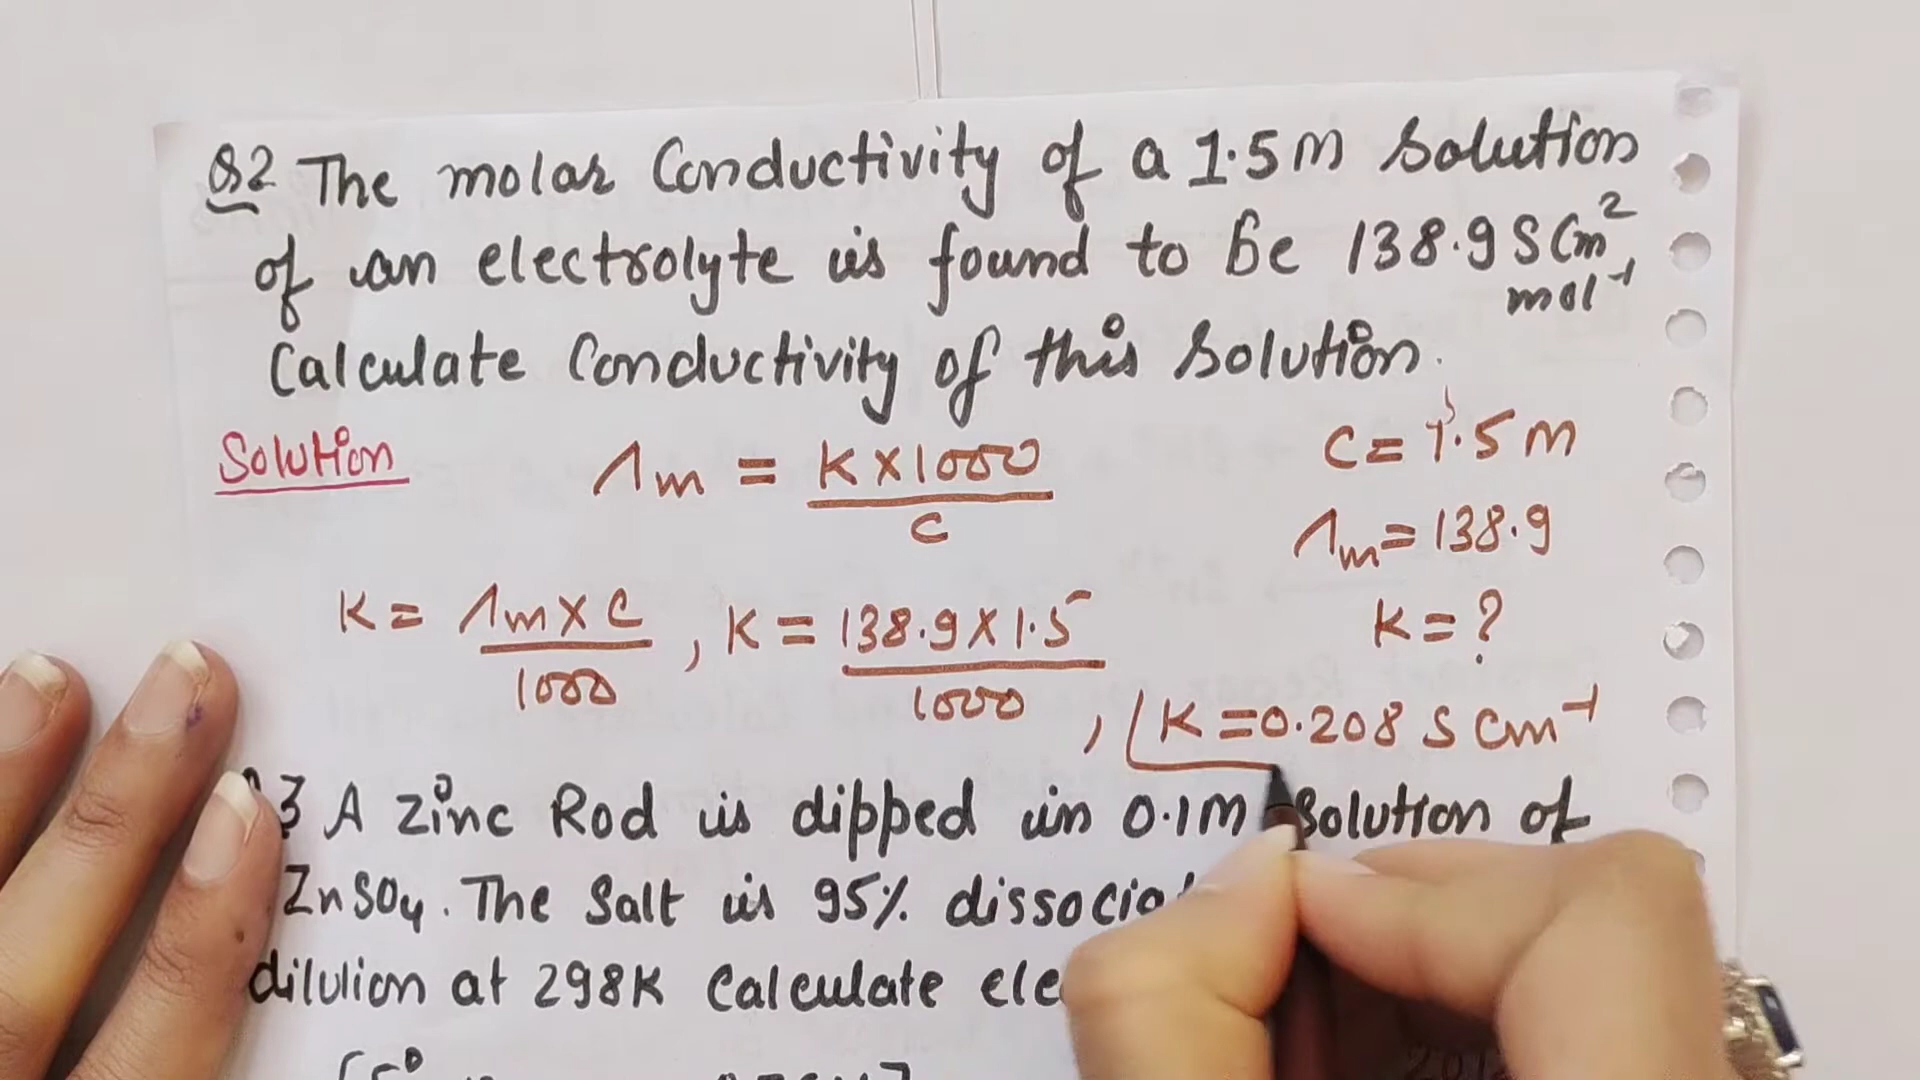 Q2 The molar Conductivity of a 1.5M solution
of an electrolyte is found to be 138.9 S Cm²
mol⁻¹
Calculate Conductivity of this solution.
Solution
Λm = K×1000 / C
C = 1.5M
Λm = 138.9
K = Λm×C / 1000 , K = 138.9×1.5 / 1000
K = ?
, K = 0.208 S Cm⁻¹
3 A Zinc Rod is dipped in 0.1M solution of
ZnSO₄. The Salt is 95%
dilution at 298K Calculate